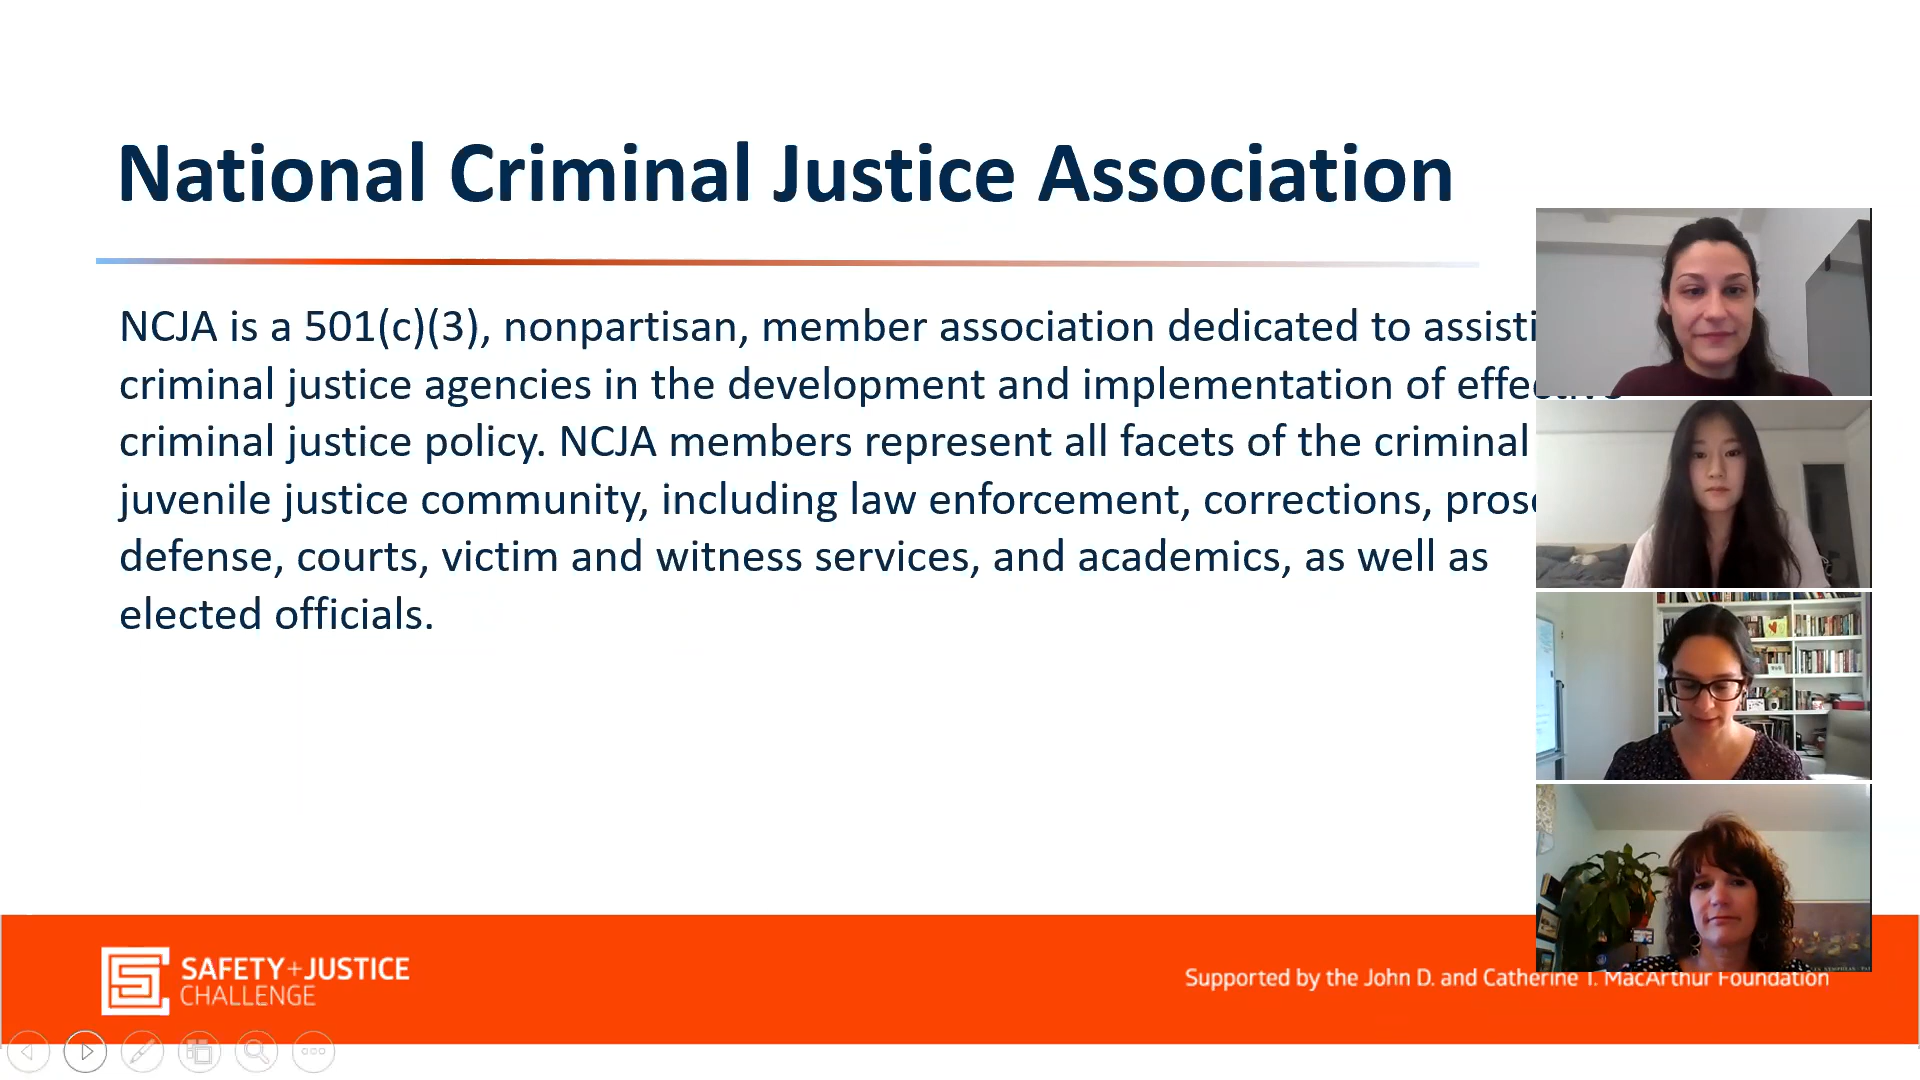 National Criminal Justice Association
NCJA is a 501(c)(3), nonpartisan, member association dedicated to
criminal justice agencies in the development and implementation of
criminal justice policy. NCJA members represent all facets of the criminal
juvenile justice community, including law enforcement, corrections,
defense, courts, victim and witness services, and academics, as well as
elected officials.
SAFETY+JUSTICE
CHALLENGE
Supported by the John D. and Catherine T. MacArthur Foundation